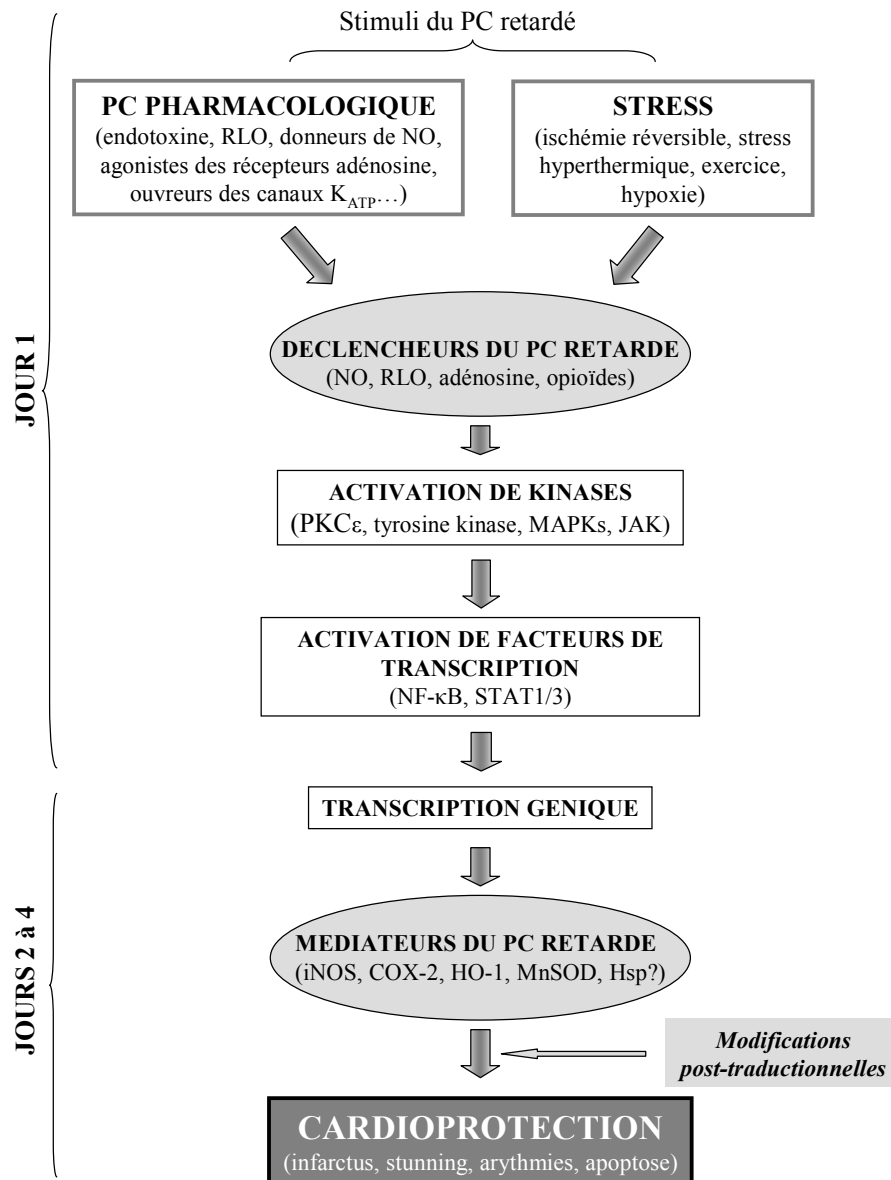 Stimuli du PC retardé
PC PHARMACOLOGIQUE
(endotoxine, RLO, donneurs de NO,
agonistes des récepteurs adénosine,
ouvreurs des canaux K_ATP…)
STRESS
(ischémie réversible, stress
hyperthermique, exercice,
hypoxie)
JOUR 1
DECLENCHEURS DU PC RETARDE
(NO, RLO, adénosine, opioïdes)
ACTIVATION DE KINASES
(PKCε, tyrosine kinase, MAPKs, JAK)
ACTIVATION DE FACTEURS DE
TRANSCRIPTION
(NF-κB, STAT1/3)
TRANSCRIPTION GENIQUE
JOURS 2 à 4
MEDIATEURS DU PC RETARDE
(iNOS, COX-2, HO-1, MnSOD, Hsp?)
Modifications
post-traductionnelles
CARDIOPROTECTION
(infarctus, stunning, arythmies, apoptose)